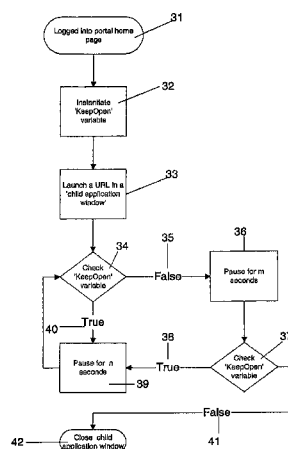 31
Logged into portal home
page
32
Instantiate
'KeepOpen'
variable
33
Launch a URL in a
'child application
window'
34
Check
'KeepOpen'
variable
35
False
36
Pause for m
seconds
37
Check
'KeepOpen'
variable
38
True
40
True
Pause for n
seconds
39
False
41
42
Close child
application window